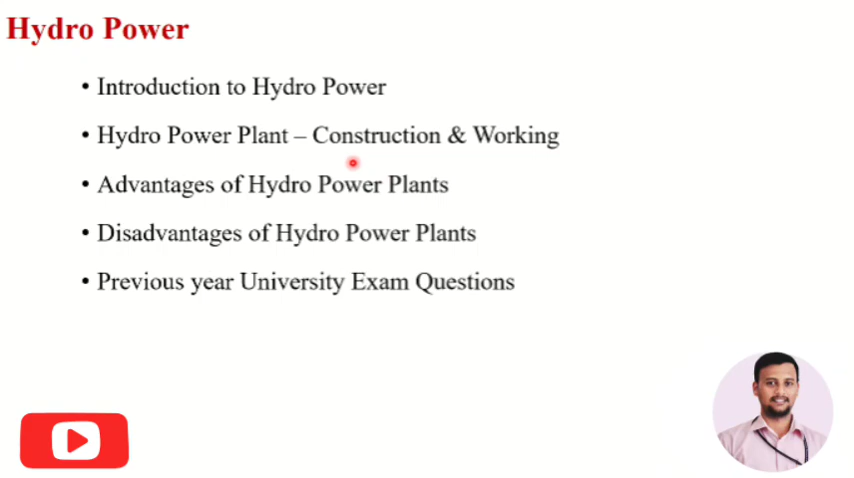 Hydro Power
• Introduction to Hydro Power
• Hydro Power Plant – Construction & Working
• Advantages of Hydro Power Plants
• Disadvantages of Hydro Power Plants
• Previous year University Exam Questions